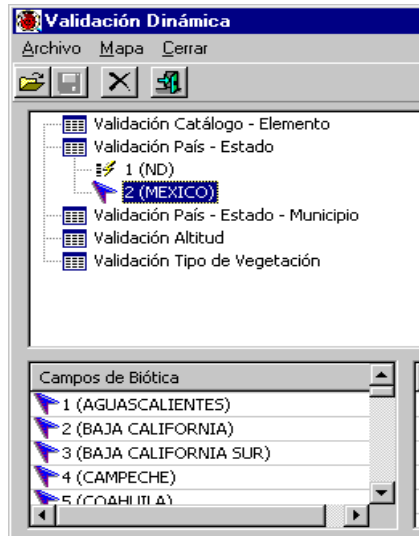 Validación Dinámica
Archivo Mapa Cerrar
Validación Catálogo - Elemento
Validación País - Estado
1 (ND)
2 (MEXICO)
Validación País - Estado - Municipio
Validación Altitud
Validación Tipo de Vegetación
Campos de Biótica
1 (AGUASCALIENTES)
2 (BAJA CALIFORNIA)
3 (BAJA CALIFORNIA SUR)
4 (CAMPECHE)
5 (COAHUILA)